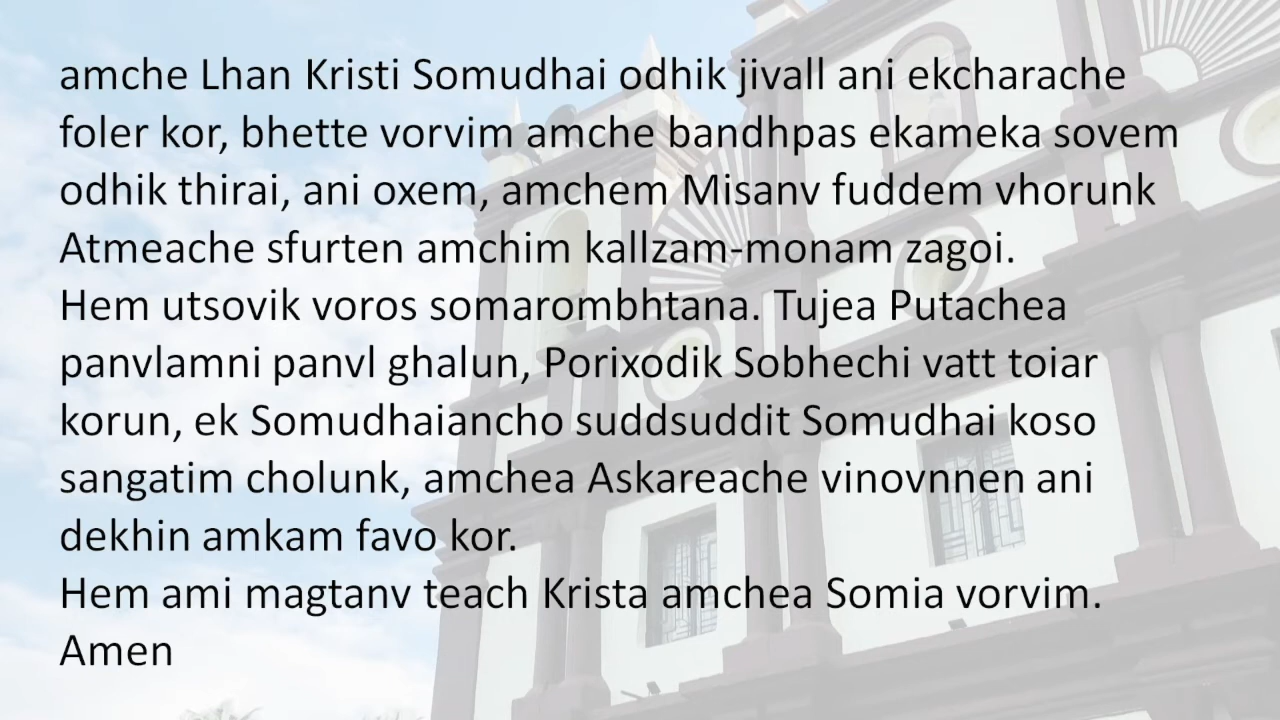 amche Lhan Kristi Somudhai odhik jivall ani ekcharache
foler kor, bhette vorvim amche bandhpas ekameka sovem
odhik thirai, ani oxem, amchem Misanv fuddem vhorunk
Atmeache sfurten amchim kallzam-monam zagoi.
Hem utsovik voros somarombhtana. Tujea Putachea
panvlamni panvl ghalun, Porixodik Sobhechi vatt toiar
korun, ek Somudhaiancho suddsuddit Somudhai koso
sangatim cholunk, amchea Askareache vinovnnen ani
dekhin amkam favo kor.
Hem ami magtanv teach Krista amchea Somia vorvim.
Amen